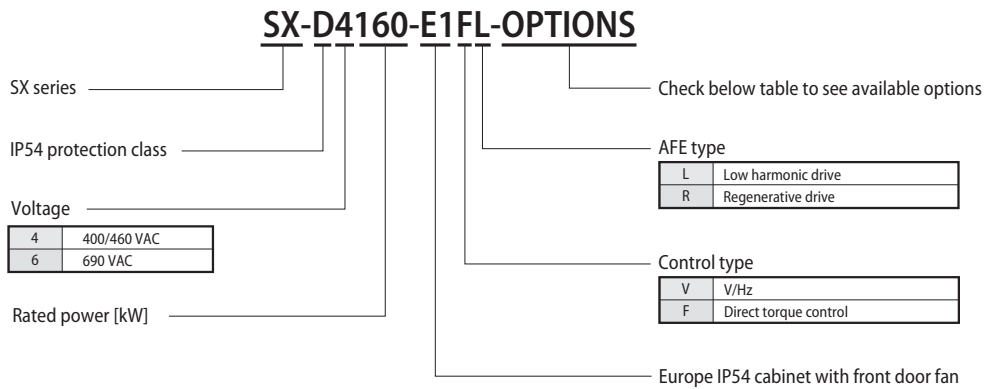 SX-D4160-E1FL-OPTIONS
SX series
IP54 protection class
Voltage
4 400/460 VAC
6 690 VAC
Rated power [kW]
Check below table to see available options
AFE type
L Low harmonic drive
R Regenerative drive
Control type
V V/Hz
F Direct torque control
Europe IP54 cabinet with front door fan